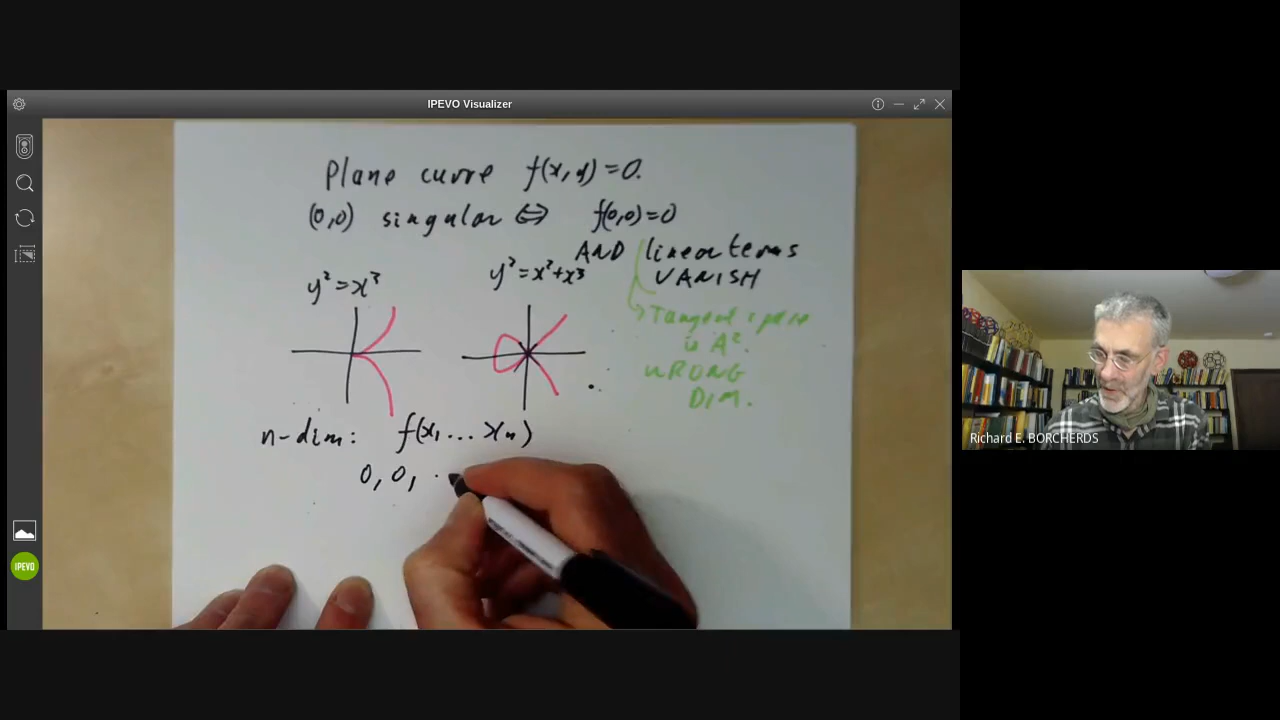 IPEVO Visualizer
Plane curve f(x,y)=0.
(0,0) singular ⇔ f(0,0)=0
AND linear terms
VANISH
y²=x³
y²=x²+x³
Tangent space
is A².
WRONG
DIM.
n-dim: f(x₁...xₙ)
0, 0, ·
Richard E. BORCHERDS
IPEVO